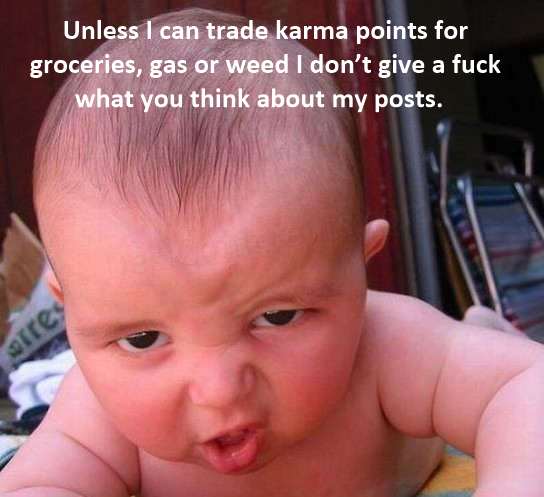 Unless I can trade karma points for
groceries, gas or weed I don’t give a fuck
what you think about my posts.